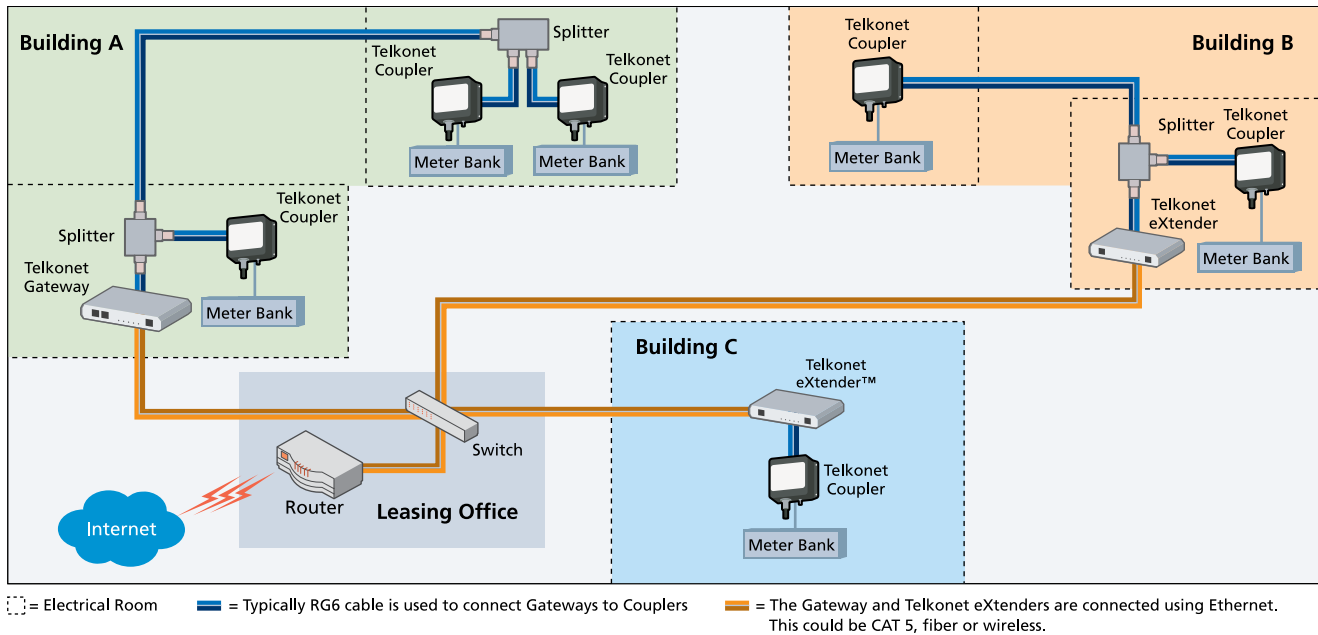 Building A
Splitter
Telkonet
Coupler
Telkonet
Coupler
Meter Bank
Meter Bank
Telkonet
Coupler
Building B
Meter Bank
Splitter
Telkonet
Coupler
Telkonet
eXtender
Meter Bank
Telkonet
Coupler
Splitter
Telkonet
Gateway
Meter Bank
Building C
Telkonet
eXtender™
Telkonet
Coupler
Meter Bank
Switch
Router
Leasing Office
Internet
= Electrical Room
= Typically RG6 cable is used to connect Gateways to Couplers
= The Gateway and Telkonet eXtenders are connected using Ethernet.
This could be CAT 5, fiber or wireless.